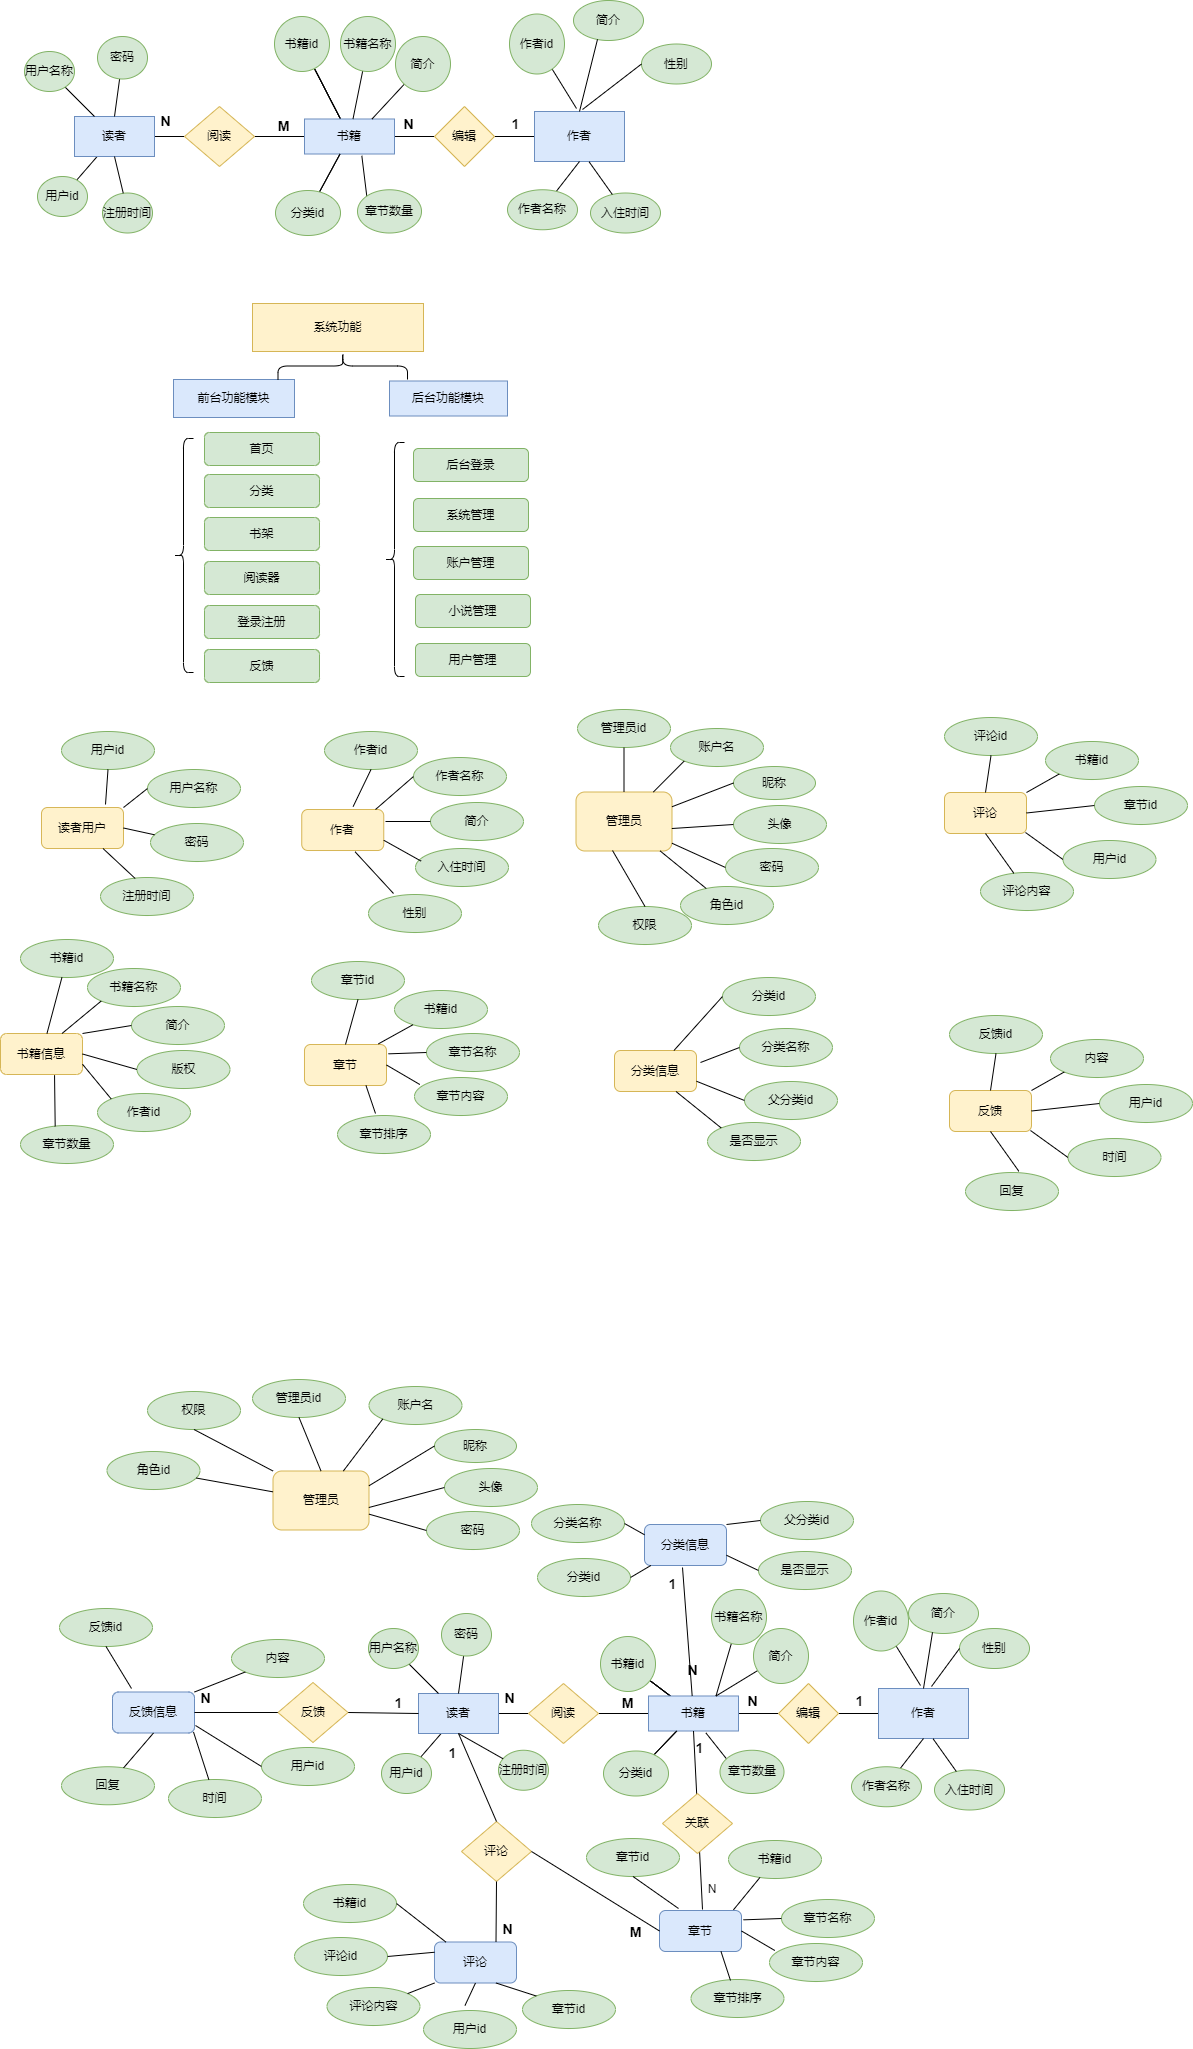 简介
书籍id
书籍名称
作者id
密码
简介
性别
用户名称
N
M
N
1
读者
阅读
书籍
编辑
作者
用户id
注册时间
分类id
章节数量
作者名称
入住时间
系统功能
前台功能模块
后台功能模块
首页
分类
书架
阅读器
登录注册
反馈
后台登录
系统管理
账户管理
小说管理
用户管理
用户id
用户名称
读者用户
密码
注册时间
作者id
作者名称
作者
简介
入住时间
性别
管理员id
账户名
昵称
管理员
头像
密码
角色id
权限
评论id
书籍id
章节id
评论
用户id
评论内容
书籍id
书籍名称
简介
书籍信息
版权
作者id
章节数量
章节id
书籍id
章节名称
章节
章节内容
章节排序
分类id
分类名称
分类信息
父分类id
是否显示
反馈id
内容
用户id
反馈
时间
回复
管理员id
账户名
权限
昵称
角色id
头像
管理员
密码
分类名称
父分类id
分类信息
分类id
是否显示
1
反馈id
内容
用户名称
密码
书籍名称
书籍id
简介
作者id
简介
性别
N
N
1
N
M
N
1
反馈信息
反馈
读者
阅读
书籍
编辑
作者
回复
时间
用户id
用户id
1
注册时间
分类id
1
章节数量
作者名称
入住时间
关联
评论
章节id
书籍id
N
书籍id
章节名称
N
M
章节
评论id
评论
章节内容
评论内容
章节id
章节排序
用户id